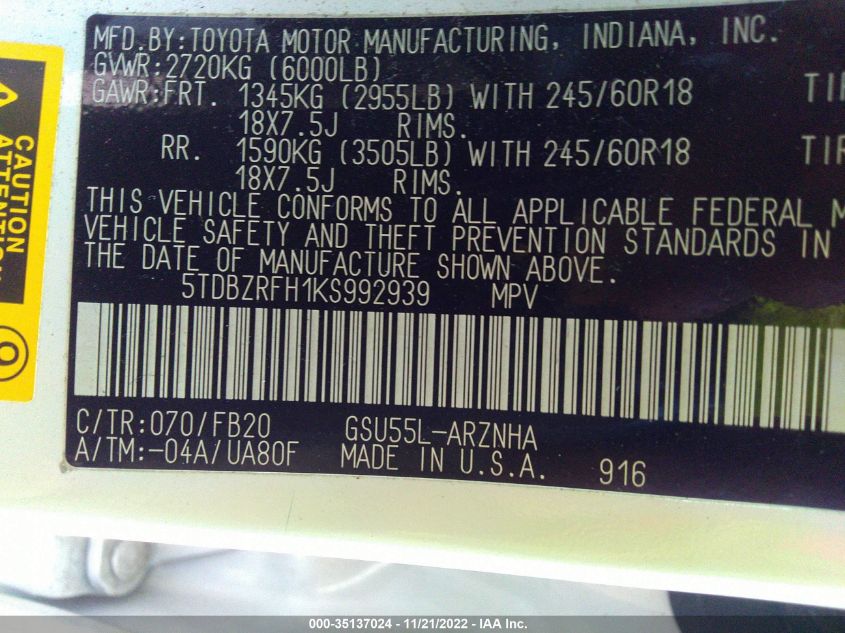 MFD.BY:TOYOTA MOTOR MANUFACTURING, INDIANA, INC.
GVWR:2720KG (6000LB)
GAWR:FRT. 1345KG (2955LB) WITH 245/60R18 TIR
18X7.5J RIMS.
RR. 1590KG (3505LB) WITH 245/60R18 TIR
18X7.5J RIMS.
THIS VEHICLE CONFORMS TO ALL APPLICABLE FEDERAL M
VEHICLE SAFETY AND THEFT PREVENTION STANDARDS IN
THE DATE OF MANUFACTURE SHOWN ABOVE.
5TDBZRFH1KS992939 MPV
C/TR:070/FB20 GSU55L-ARZNHA
A/TM:-04A/UA80F MADE IN U.S.A. 916
CAUTION
ATTENTION
000-35137024 - 11/21/2022 - IAA Inc.